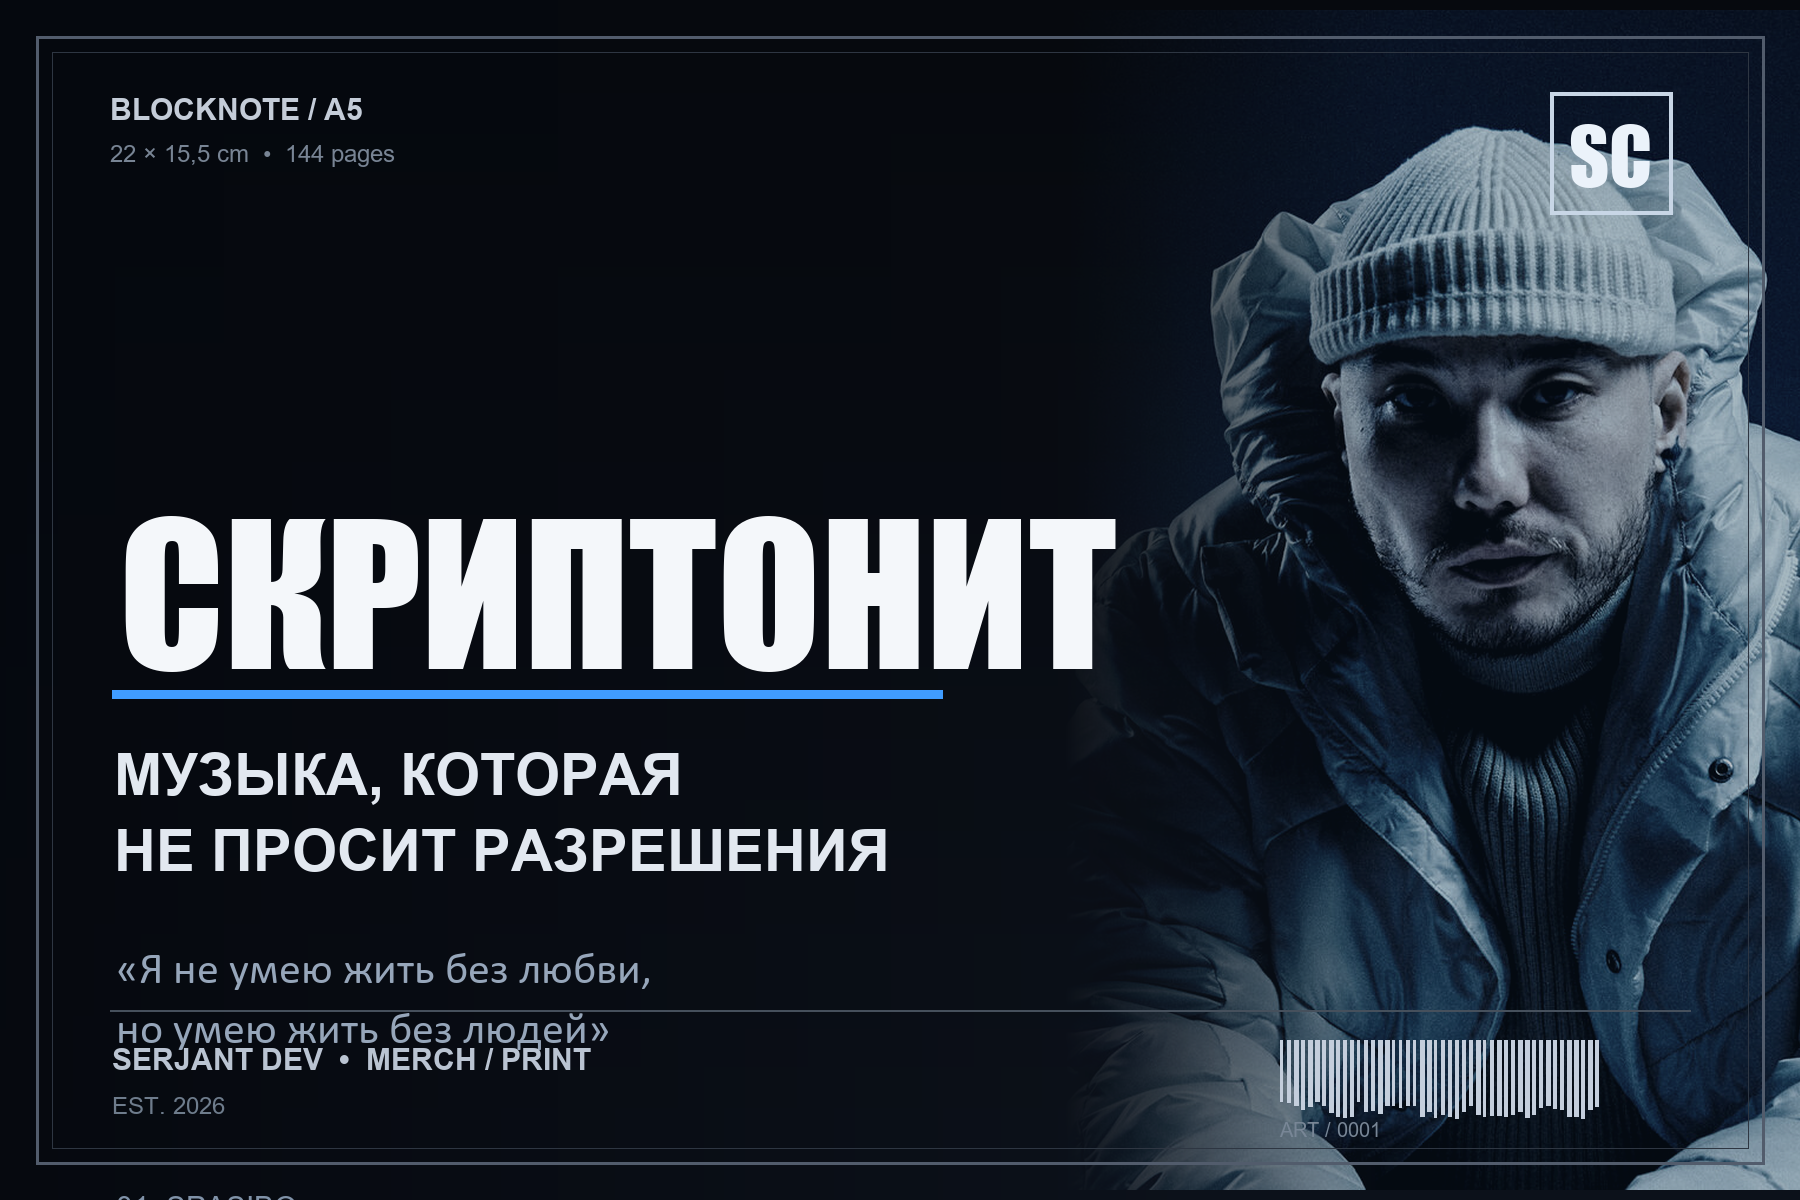 BLOCKNOTE / A5
22 × 15,5 cm • 144 pages
SC
СКРИПТОНИТ
МУЗЫКА, КОТОРАЯ
НЕ ПРОСИТ РАЗРЕШЕНИЯ
«Я не умею жить без любви,
но умею жить без людей»
SERJANT DEV • MERCH / PRINT
EST. 2026
ART / 0001